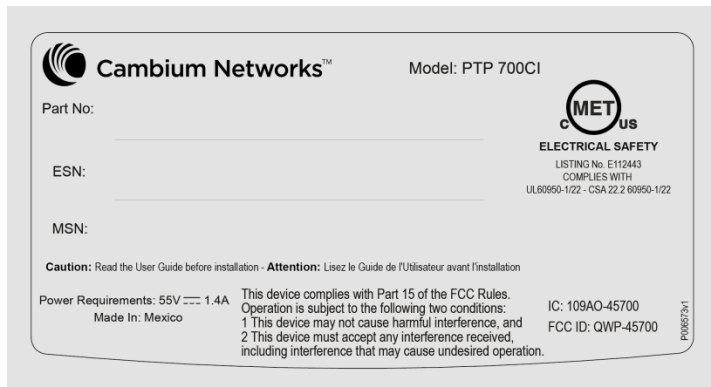 Cambium Networks™
Model: PTP 700CI
Part No:
MET
C US
ELECTRICAL SAFETY
LISTING No. E112443
COMPLIES WITH
UL60950-1/22 - CSA 22.2 60950-1/22
ESN:
MSN:
Caution: Read the User Guide before installation - Attention: Lisez le Guide de l'Utilisateur avant l'installation
Power Requirements: 55V ⎓ 1.4A
Made In: Mexico
This device complies with Part 15 of the FCC Rules.
Operation is subject to the following two conditions:
1 This device may not cause harmful interference, and
2 This device must accept any interference received,
including interference that may cause undesired operation.
IC: 109AO-45700
FCC ID: QWP-45700
P006573v1